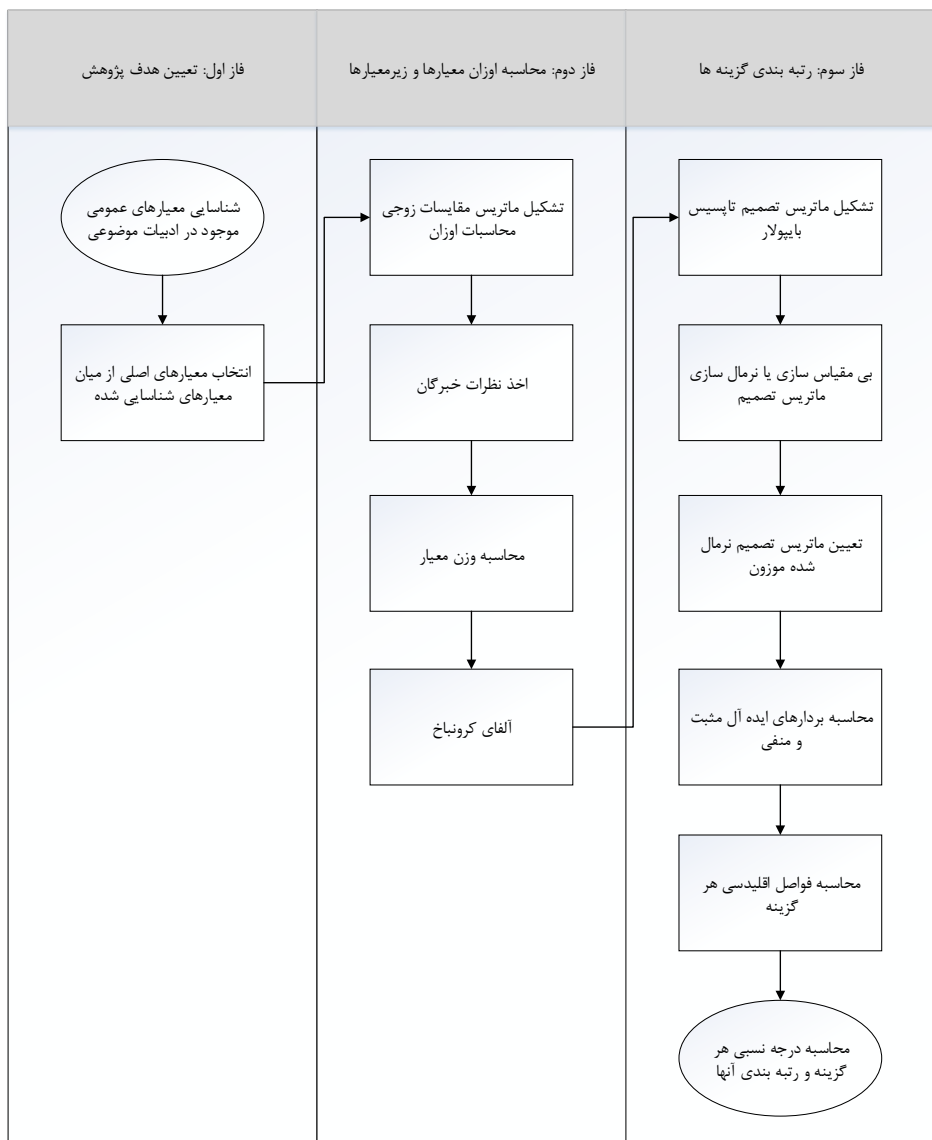 فاز اول: تعیین هدف پژوهش
شناسایی معیارهای عمومی
موجود در ادبیات موضوعی
انتخاب معیارهای اصلی از میان
معیارهای شناسایی شده
فاز دوم: محاسبه اوزان معیارها و زیرمعیارها
تشکیل ماتریس مقایسات زوجی
محاسبات اوزان
اخذ نظرات خبرگان
محاسبه وزن معیار
آلفای کرونباخ
فاز سوم: رتبه بندی گزینه ها
تشکیل ماتریس تصمیم تاپسیس
بایپولار
بی مقیاس سازی یا نرمال سازی
ماتریس تصمیم
تعیین ماتریس تصمیم نرمال
شده موزون
محاسبه بردارهای ایده آل مثبت
و منفی
محاسبه فواصل اقلیدسی هر
گزینه
محاسبه درجه نسبی هر
گزینه و رتبه بندی آنها